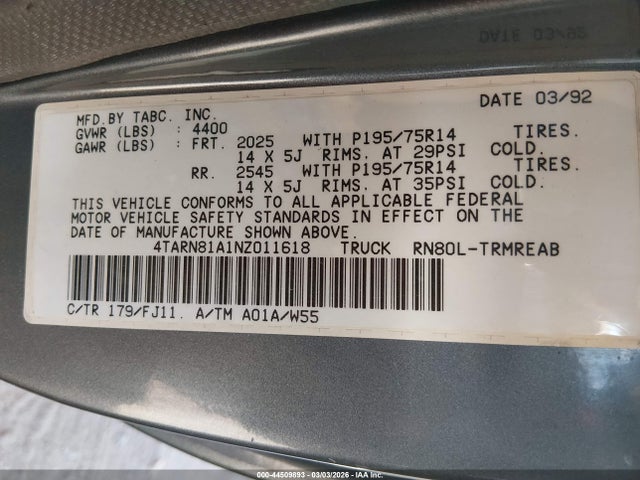 DATE 03/92
MFD.BY TABC. INC. DATE 03/92
GVWR (LBS) : 4400
GAWR (LBS) : FRT. 2025 WITH P195/75R14 TIRES.
14 X 5J RIMS. AT 29PSI COLD.
RR. 2545 WITH P195/75R14 TIRES.
14 X 5J RIMS. AT 35PSI COLD.
THIS VEHICLE CONFORMS TO ALL APPLICABLE FEDERAL
MOTOR VEHICLE SAFETY STANDARDS IN EFFECT ON THE
DATE OF MANUFACTURE SHOWN ABOVE.
4TARN81A1NZ011618 TRUCK RN80L-TRMREAB
C/TR 179/FJ11. A/TM A01A/W55
000-44509893 - 03/03/2026 - IAA Inc.